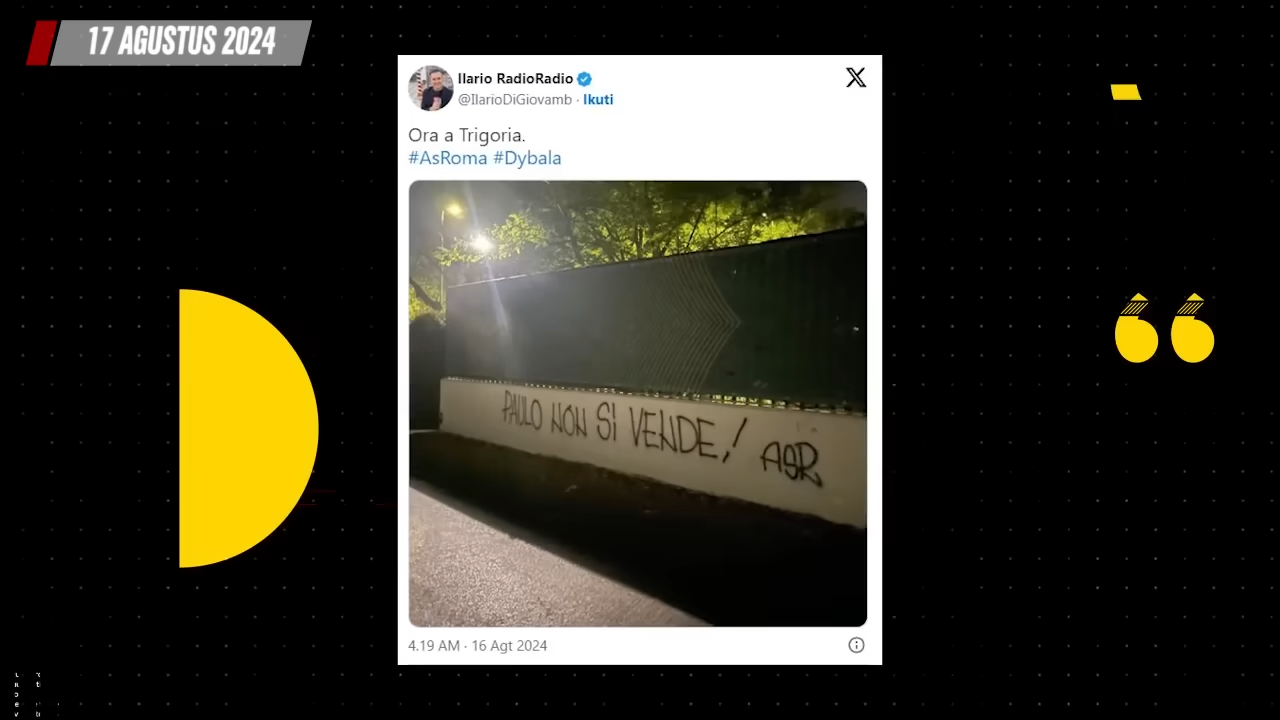 17 AGUSTUS 2024
Ilario RadioRadio
@IlarioDiGiovamb · Ikuti
Ora a Trigoria.
#AsRoma #Dybala
PAULO NON SI VENDE! ASR
4.19 AM · 16 Agt 2024